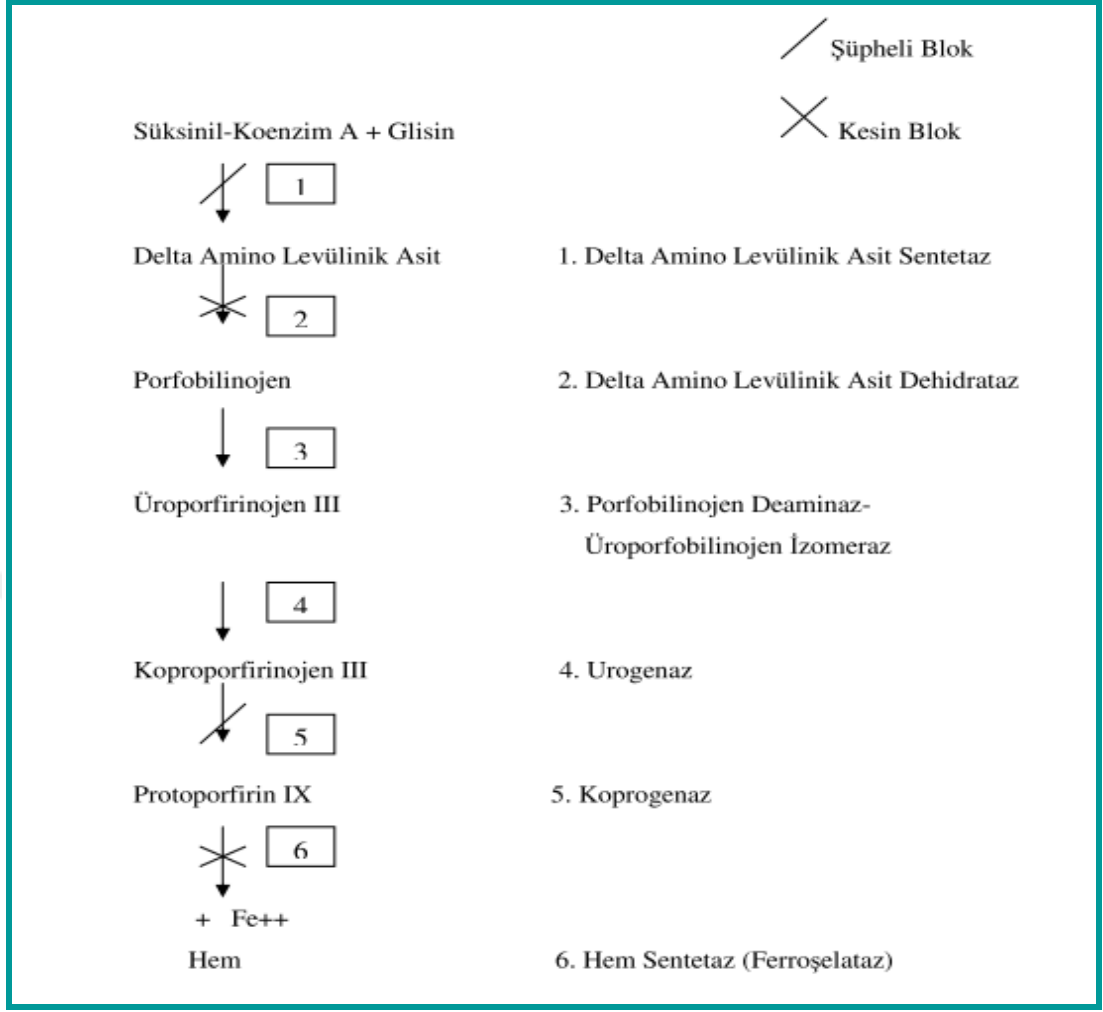 Şüpheli Blok
Kesin Blok
Süksinil-Koenzim A + Glisin
1
Delta Amino Levülinik Asit
1. Delta Amino Levülinik Asit Sentetaz
2
Porfobilinojen
2. Delta Amino Levülinik Asit Dehidrataz
3
Üroporfirinojen III
3. Porfobilinojen Deaminaz-
Üroporfobilinojen İzomeraz
4
Koproporfirinojen III
4. Urogenaz
5
Protoporfirin IX
5. Koprogenaz
6
+ Fe++
Hem
6. Hem Sentetaz (Ferroşelataz)